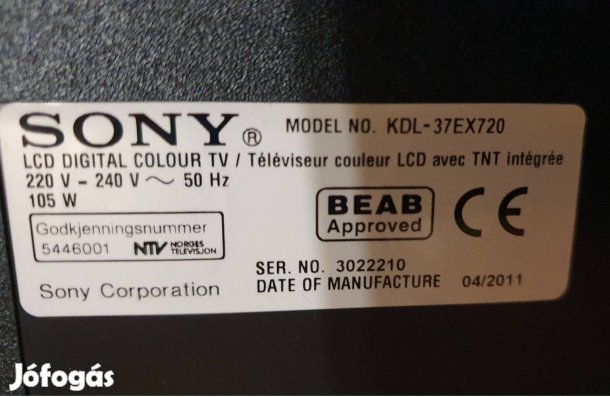 SONY® MODEL NO. KDL-37EX720
LCD DIGITAL COLOUR TV / Téléviseur couleur LCD avec TNT intégrée
220 V - 240 V ~ 50 Hz
105 W
Godkjenningsnummer
5446001 NTV NORGES TELEVISJON
BEAB
Approved
CE
SER. NO. 3022210
Sony Corporation DATE OF MANUFACTURE 04/2011
Jófogás